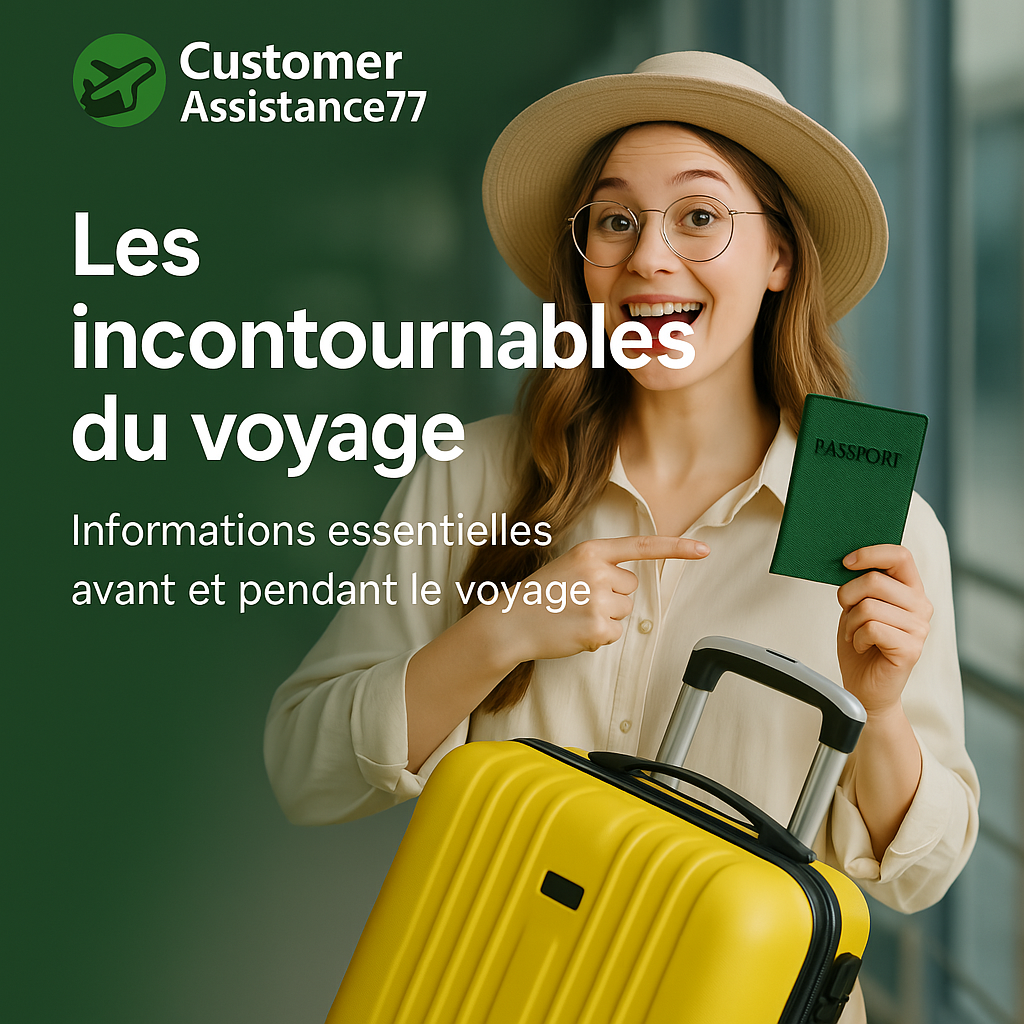 Customer
Assistance77
Les
incontournables
du voyage
Informations essentielles
avant et pendant le voyage
PASSPORT